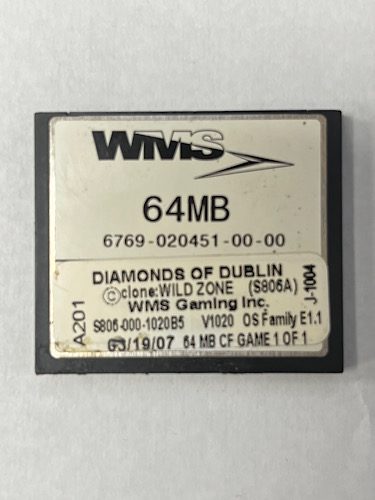 WMS
64MB
6769-020451-00-00
DIAMONDS OF DUBLIN
©clone:WILD ZONE (S806A)
WMS Gaming Inc.
S806-000-1020B5 V1020 OS Family E1.1
03/19/07 64 MB CF GAME 1 OF 1
A201
J-1004